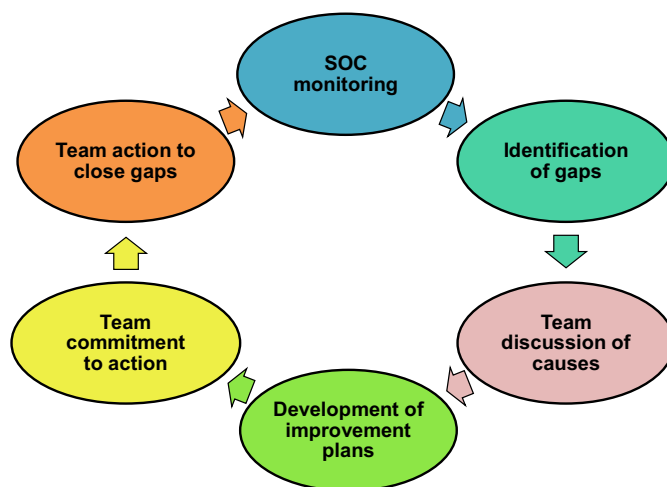 SOC
monitoring
Identification
of gaps
Team
discussion of
causes
Development of
improvement
plans
Team
commitment
to action
Team action to
close gaps